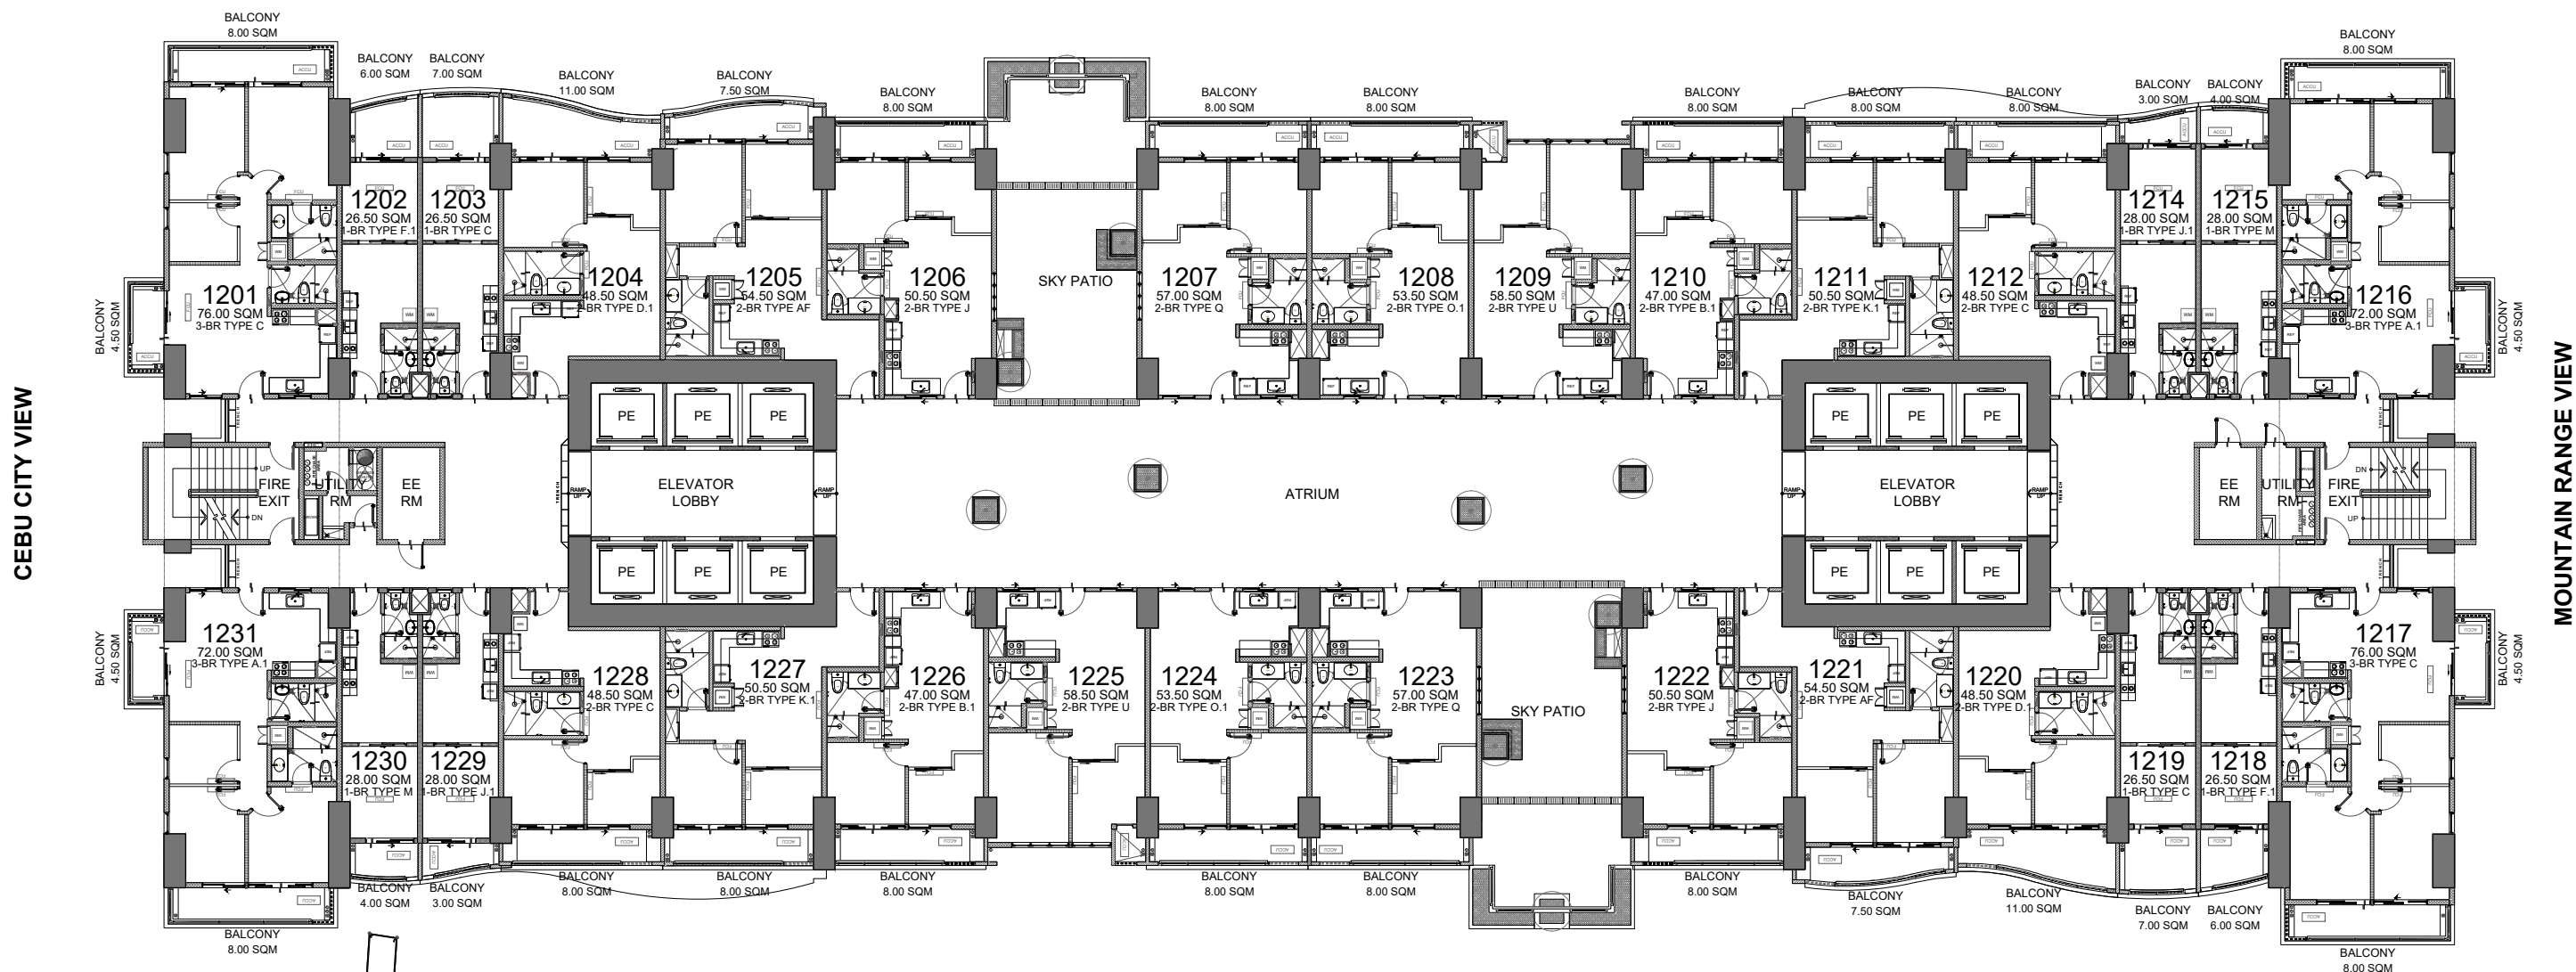 BALCONY
8.00 SQM
BALCONY
6.00 SQM
BALCONY
7.00 SQM
BALCONY
11.00 SQM
BALCONY
7.50 SQM
BALCONY
8.00 SQM
BALCONY
8.00 SQM
BALCONY
8.00 SQM
BALCONY
8.00 SQM
BALCONY
8.00 SQM
BALCONY
8.00 SQM
BALCONY
3.00 SQM
BALCONY
4.00 SQM
BALCONY
8.00 SQM
1201
76.00 SQM
3-BR TYPE C
1202
26.50 SQM
1-BR TYPE F.1
1203
26.50 SQM
1-BR TYPE C
1204
48.50 SQM
2-BR TYPE D.1
1205
54.50 SQM
2-BR TYPE AF
1206
50.50 SQM
2-BR TYPE J
SKY PATIO
1207
57.00 SQM
2-BR TYPE Q
1208
53.50 SQM
2-BR TYPE O.1
1209
58.50 SQM
2-BR TYPE U
1210
47.00 SQM
2-BR TYPE B.1
1211
50.50 SQM
2-BR TYPE K.1
1212
48.50 SQM
2-BR TYPE C
1214
28.00 SQM
1-BR TYPE J.1
1215
28.00 SQM
1-BR TYPE M
1216
72.00 SQM
3-BR TYPE A.1
BALCONY
4.50 SQM
BALCONY
4.50 SQM
CEBU CITY VIEW
PE
PE
PE
PE
PE
PE
UP
FIRE
EXIT
DN
UTILITY
RM
EE
RM
RAMP
UP
ELEVATOR
LOBBY
RAMP
UP
ATRIUM
RAMP
UP
ELEVATOR
LOBBY
RAMP
UP
EE
RM
UTILITY
RM
FIRE
EXIT
DN
UP
MOUNTAIN RANGE VIEW
PE
PE
PE
PE
PE
PE
BALCONY
4.50 SQM
1231
72.00 SQM
3-BR TYPE A.1
1230
28.00 SQM
1-BR TYPE M
1229
28.00 SQM
1-BR TYPE J.1
1228
48.50 SQM
2-BR TYPE C
1227
50.50 SQM
2-BR TYPE K.1
1226
47.00 SQM
2-BR TYPE B.1
1225
58.50 SQM
2-BR TYPE U
1224
53.50 SQM
2-BR TYPE O.1
1223
57.00 SQM
2-BR TYPE Q
SKY PATIO
1222
50.50 SQM
2-BR TYPE J
1221
54.50 SQM
2-BR TYPE AF
1220
48.50 SQM
2-BR TYPE D.1
1219
26.50 SQM
1-BR TYPE C
1218
26.50 SQM
1-BR TYPE F.1
1217
76.00 SQM
3-BR TYPE C
BALCONY
4.50 SQM
BALCONY
8.00 SQM
BALCONY
4.00 SQM
BALCONY
3.00 SQM
BALCONY
8.00 SQM
BALCONY
8.00 SQM
BALCONY
8.00 SQM
BALCONY
8.00 SQM
BALCONY
8.00 SQM
BALCONY
8.00 SQM
BALCONY
7.50 SQM
BALCONY
11.00 SQM
BALCONY
7.00 SQM
BALCONY
6.00 SQM
BALCONY
8.00 SQM